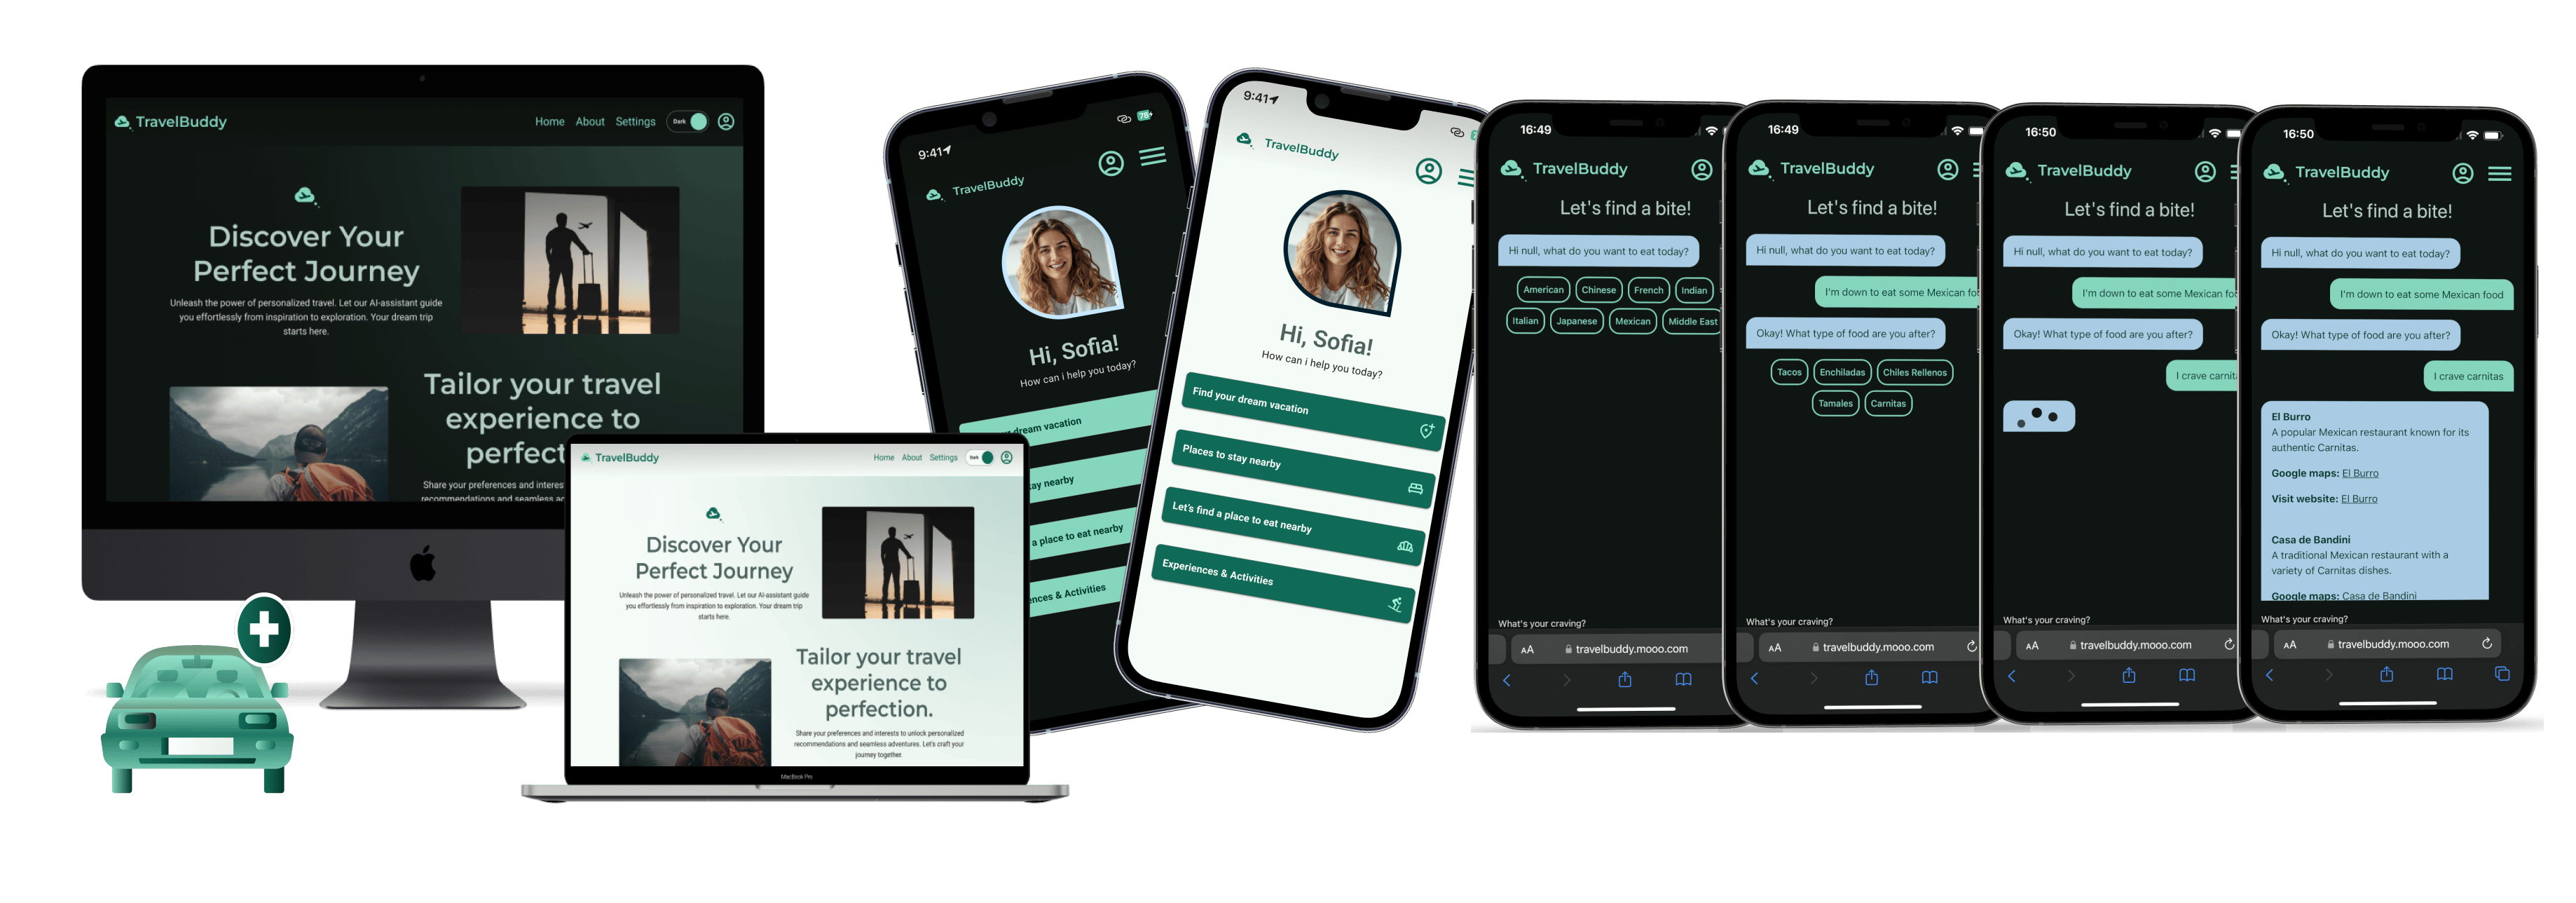 TravelBuddy
Home About Settings Dark
Discover Your
Perfect Journey
Unleash the power of personalized travel. Let our AI-assistant guide
you effortlessly from inspiration to exploration. Your dream trip
starts here.
Tailor your travel
experience to
perfect
Share your preferences and interes
recommendations and seamless a
TravelBuddy
Home About Settings Dark
Discover Your
Perfect Journey
Unleash the power of personalized travel. Let our AI-assistant guide
you effortlessly from inspiration to exploration. Your dream trip
starts here.
Tailor your travel
experience to
perfection.
Share your preferences and interests to unlock personalized
recommendations and seamless adventures. Let's craft your
journey together.
MacBook Pro
9:41
78
TravelBuddy
Hi, Sofia!
How can i help you today?
dream vacation
ay nearby
a place to eat nearby
nces & Activities
9:41
TravelBuddy
Hi, Sofia!
How can i help you today?
Find your dream vacation
Places to stay nearby
Let's find a place to eat nearby
Experiences & Activities
16:49
TravelBuddy
Let's find a bite!
Hi null, what do you want to eat today?
American Chinese French Indian
Italian Japanese Mexican Middle East
What's your craving?
AA travelbuddy.mooo.com
16:49
TravelBuddy
Let's find a bite!
Hi null, what do you want to eat today?
I'm down to eat some Mexican fo
Okay! What type of food are you after?
Tacos Enchiladas Chiles Rellenos
Tamales Carnitas
What's your craving?
AA travelbuddy.mooo.com
16:50
TravelBuddy
Let's find a bite!
Hi null, what do you want to eat today?
I'm down to eat some Mexican foo
Okay! What type of food are you after?
I crave carnit
What's your craving?
AA travelbuddy.mooo.com
16:50
TravelBuddy
Let's find a bite!
Hi null, what do you want to eat today?
I'm down to eat some Mexican food
Okay! What type of food are you after?
I crave carnitas
El Burro
A popular Mexican restaurant known for its
authentic Carnitas.
Google maps: El Burro
Visit website: El Burro
Casa de Bandini
A traditional Mexican restaurant with a
variety of Carnitas dishes.
Google maps: Casa de Bandini
What's your craving?
AA travelbuddy.mooo.com